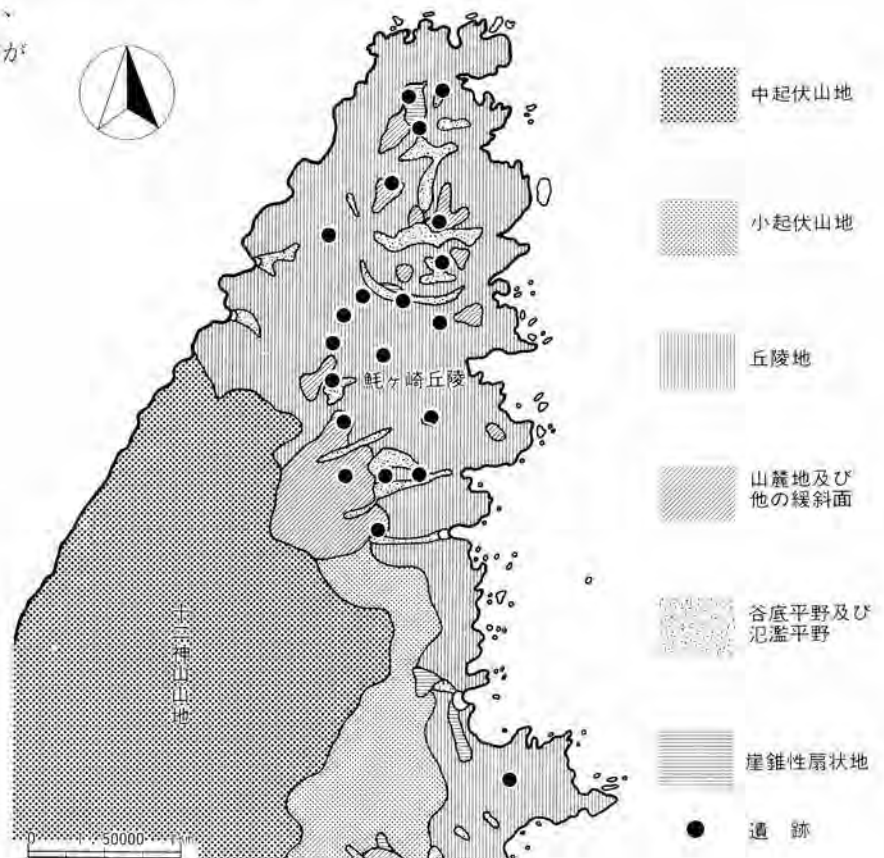 、
が
中起伏山地
小起伏山地
丘陵地
山麓地及び
他の緩斜面
谷底平野及び
氾濫平野
崖錐性扇状地
遺跡
魹ヶ崎丘陵
十二神山山地
0 1 50000